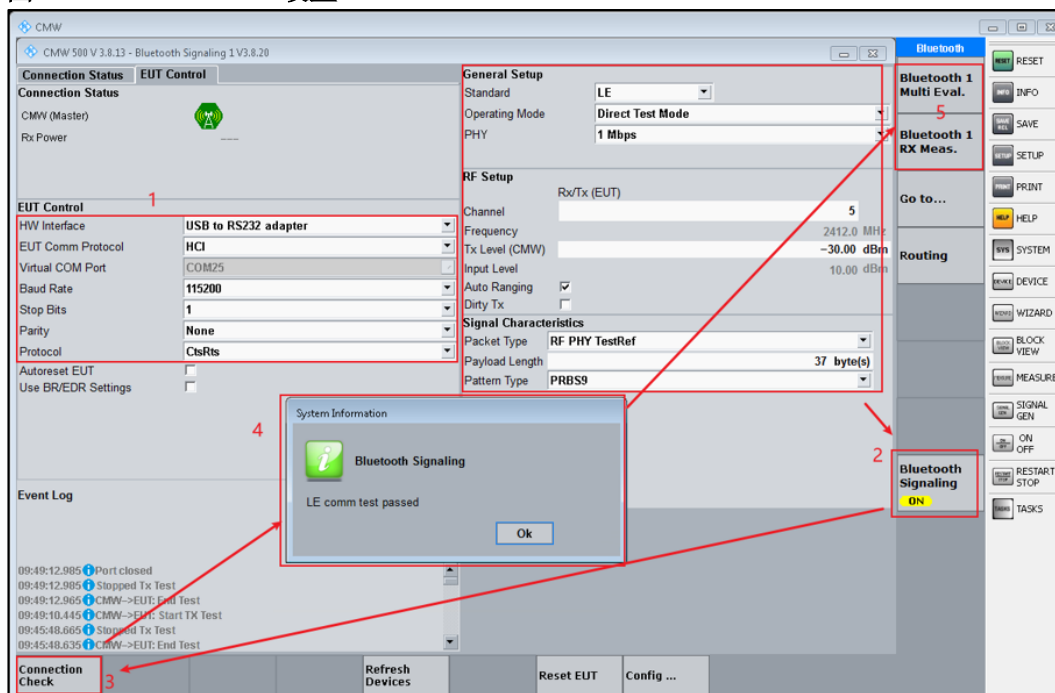 CMW
CMW 500 V 3.8.13 - Bluetooth Signaling 1 V3.8.20
Connection Status EUT Control
Connection Status
CMW (Master)
Rx Power ---
1
EUT Control
HW Interface USB to RS232 adapter
EUT Comm Protocol HCI
Virtual COM Port COM25
Baud Rate 115200
Stop Bits 1
Parity None
Protocol CtsRts
Autoreset EUT
Use BR/EDR Settings
General Setup
Standard LE
Operating Mode Direct Test Mode
PHY 1 Mbps
RF Setup
Rx/Tx (EUT)
Channel 5
Frequency 2412.0 MHz
Tx Level (CMW) −30.00 dBm
Input Level 10.00 dBm
Auto Ranging
Dirty Tx
Signal Characteristics
Packet Type RF PHY TestRef
Payload Length 37 byte(s)
Pattern Type PRBS9
4
System Information
Bluetooth Signaling
LE comm test passed
Ok
Event Log
09:49:12.985 Port closed
09:49:12.985 Stopped Tx Test
09:49:12.965 CMW-->EUT: End Test
09:49:10.445 CMW-->EUT: Start TX Test
09:45:48.665 Stopped Tx Test
09:45:48.635 CMW-->EUT: End Test
Connection
Check
3
Refresh
Devices
Reset EUT
Config ...
Bluetooth
Bluetooth 1
Multi Eval.
5
Bluetooth 1
RX Meas.
Go to...
Routing
2
Bluetooth
Signaling
ON
RESET
INFO
SAVE
SETUP
PRINT
HELP
SYSTEM
DEVICE
WIZARD
BLOCK
VIEW
MEASURE
SIGNAL
GEN
ON
OFF
RESTART
STOP
TASKS